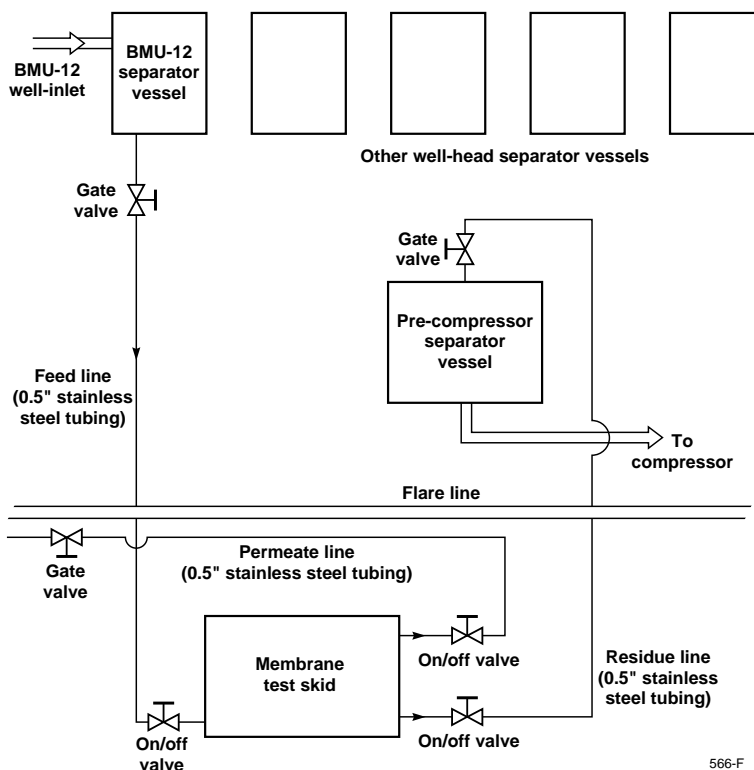 BMU-12
well-inlet
BMU-12
separator
vessel
Other well-head separator vessels
Gate
valve
Gate
valve
Pre-compressor
separator
vessel
Feed line
(0.5" stainless
steel tubing)
To
compressor
Flare line
Gate
valve
Permeate line
(0.5" stainless steel tubing)
Membrane
test skid
On/off valve
Residue line
(0.5" stainless
steel tubing)
On/off
valve
On/off valve
566-F